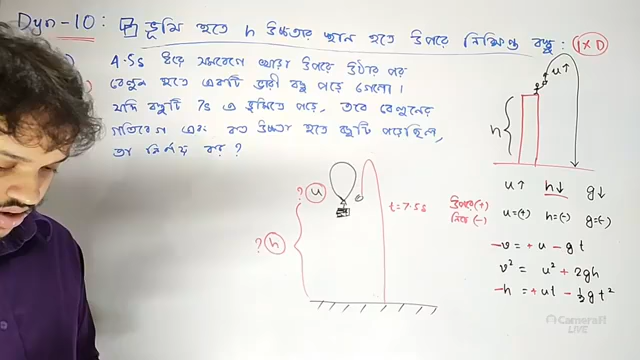 Dyn-10: ভূমি হতে h উচ্চতার স্থান হতে উপরে নিক্ষিপ্ত বস্তু: 1×D
4.5s ধরে সমবেগে খাড়া উপরে উঠার পর
বেলুন হতে একটি ভারী বস্তু পড়ে গেলো।
যদি বস্তুটি 7s এ ভূমিতে পড়ে, তবে বেলুনের
গতিবেগ এবং কত উচ্চতা হতে বস্তুটি পড়েছিল,
তা নির্ণয় কর?
u↑
h
? u
t = 7.5s
? h
উপরে (+)
নিচে (-)
u↑ h↓ g↓
u=(+) h=(-) g=(-)
-v = +u - gt
v² = u² + 2gh
-h = +ut - ½gt²
Camera.fi
LIVE